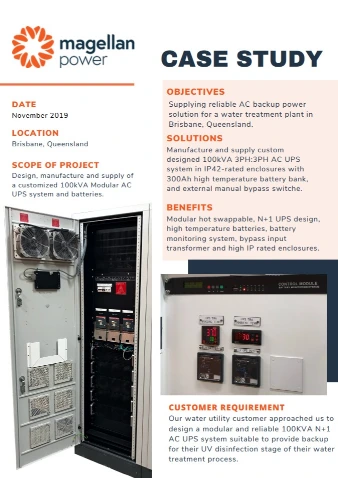 magellan
power
CASE STUDY
DATE
November 2019
LOCATION
Brisbane, Queensland
SCOPE OF PROJECT
Design, manufacture and supply of
a customized 100kVA Modular AC
UPS system and batteries.
OBJECTIVES
Supplying reliable AC backup power
solution for a water treatment plant in
Brisbane, Queensland.
SOLUTIONS
Manufacture and supply custom
designed 100kVA 3PH:3PH AC UPS
system in IP42-rated enclosures with
300Ah high temperature battery bank,
and external manual bypass switche.
BENEFITS
Modular hot swappable, N+1 UPS design,
high temperature batteries, battery
monitoring system, bypass input
transformer and high IP rated enclosures.
CONTROL MODULE
CUSTOMER REQUIREMENT
Our water utility customer approached us to
design a modular and reliable 100KVA N+1
AC UPS system suitable to provide backup
for their UV disinfection stage of their water
treatment process.